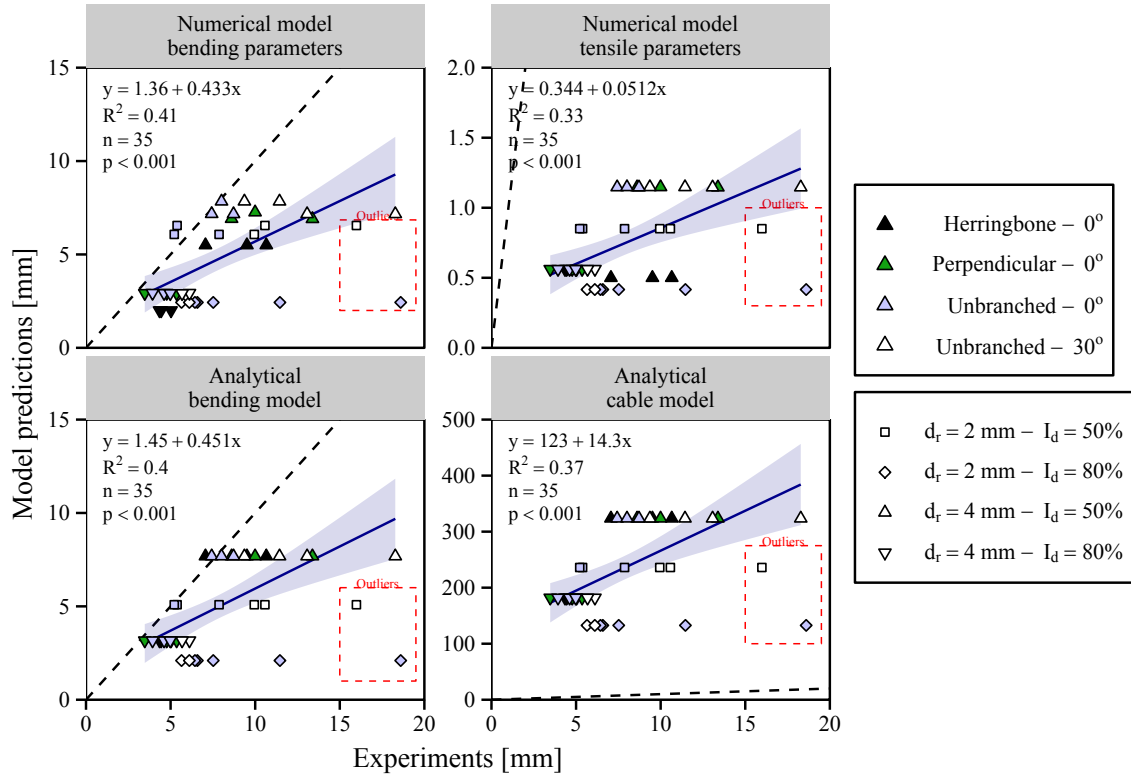 Numerical model
bending parameters
Numerical model
tensile parameters
15
10
5
0
y = 1.36 + 0.433x
R² = 0.41
n = 35
p < 0.001
Outliers
2.0
1.5
1.0
0.5
0.0
y = 0.344 + 0.0512x
R² = 0.33
n = 35
p < 0.001
Outliers
Analytical
bending model
Analytical
cable model
15
10
5
0
y = 1.45 + 0.451x
R² = 0.4
n = 35
p < 0.001
Outliers
0 5 10 15 20
500
400
300
200
100
0
y = 123 + 14.3x
R² = 0.37
n = 35
p < 0.001
Outliers
0 5 10 15 20
Model predictions [mm]
Experiments [mm]
Herringbone – 0°
Perpendicular – 0°
Unbranched – 0°
Unbranched – 30°
dᵣ = 2 mm – I_d = 50%
dᵣ = 2 mm – I_d = 80%
dᵣ = 4 mm – I_d = 50%
dᵣ = 4 mm – I_d = 80%